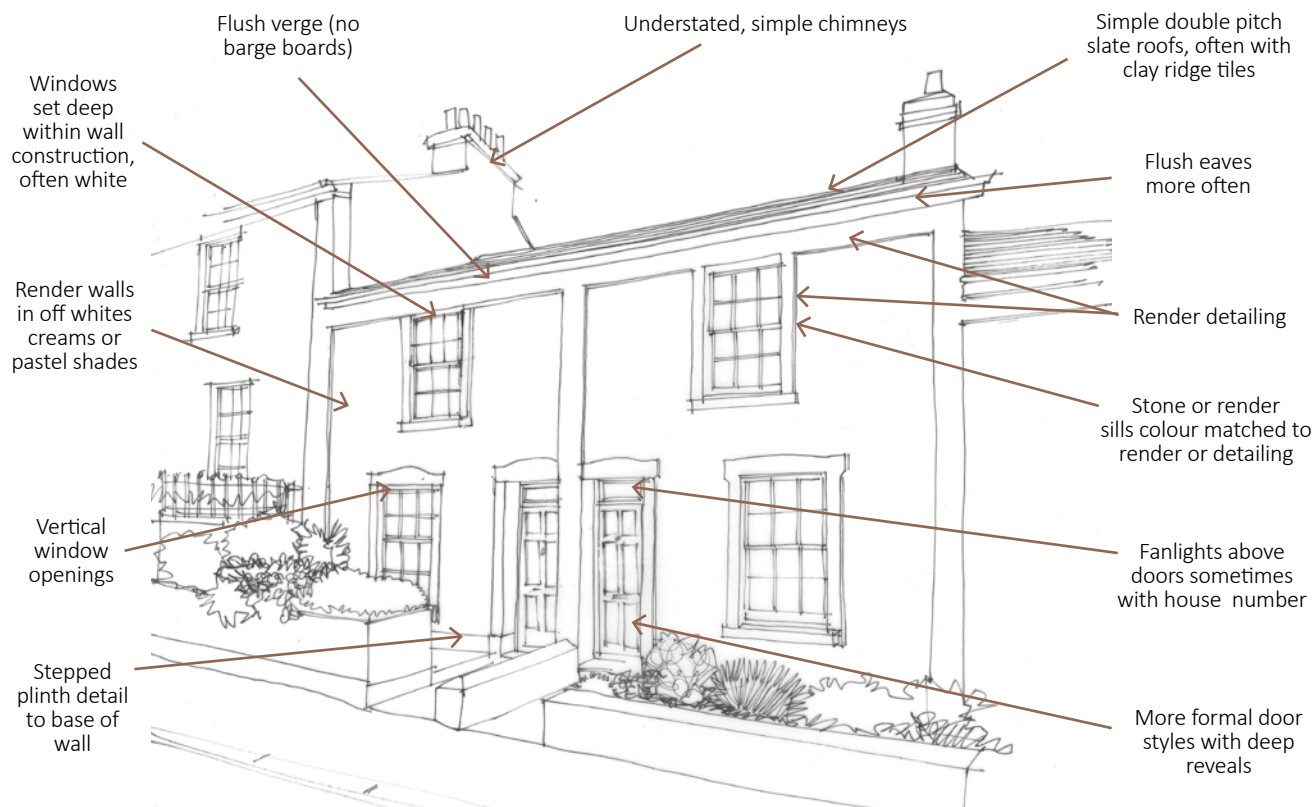 Flush verge (no
barge boards)
Understated, simple chimneys
Simple double pitch
slate roofs, often with
clay ridge tiles
Windows
set deep
within wall
construction,
often white
Flush eaves
more often
Render walls
in off whites
creams or
pastel shades
Render detailing
Stone or render
sills colour matched to
render or detailing
Vertical
window
openings
Fanlights above
doors sometimes
with house number
Stepped
plinth detail
to base of
wall
More formal door
styles with deep
reveals